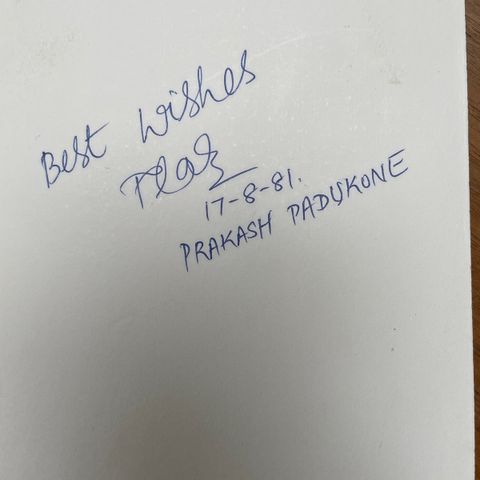 Best Wishes
17-8-81.
PRAKASH PADUKONE